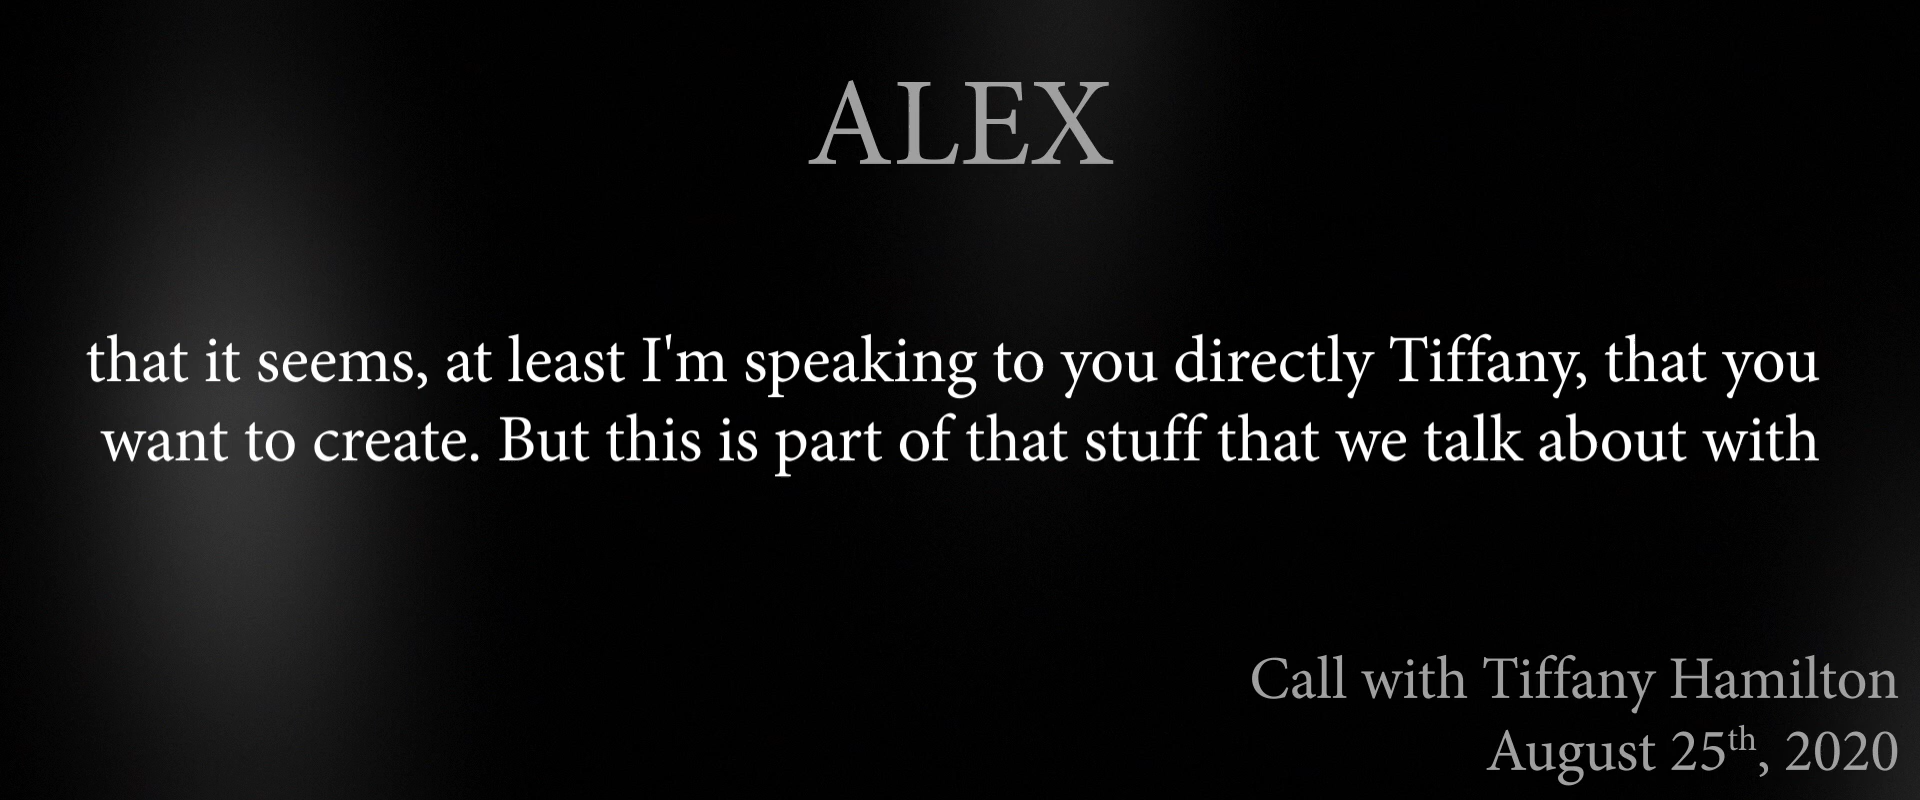 ALEX
that it seems, at least I'm speaking to you directly Tiffany, that you
want to create. But this is part of that stuff that we talk about with
Call with Tiffany Hamilton
August 25th, 2020